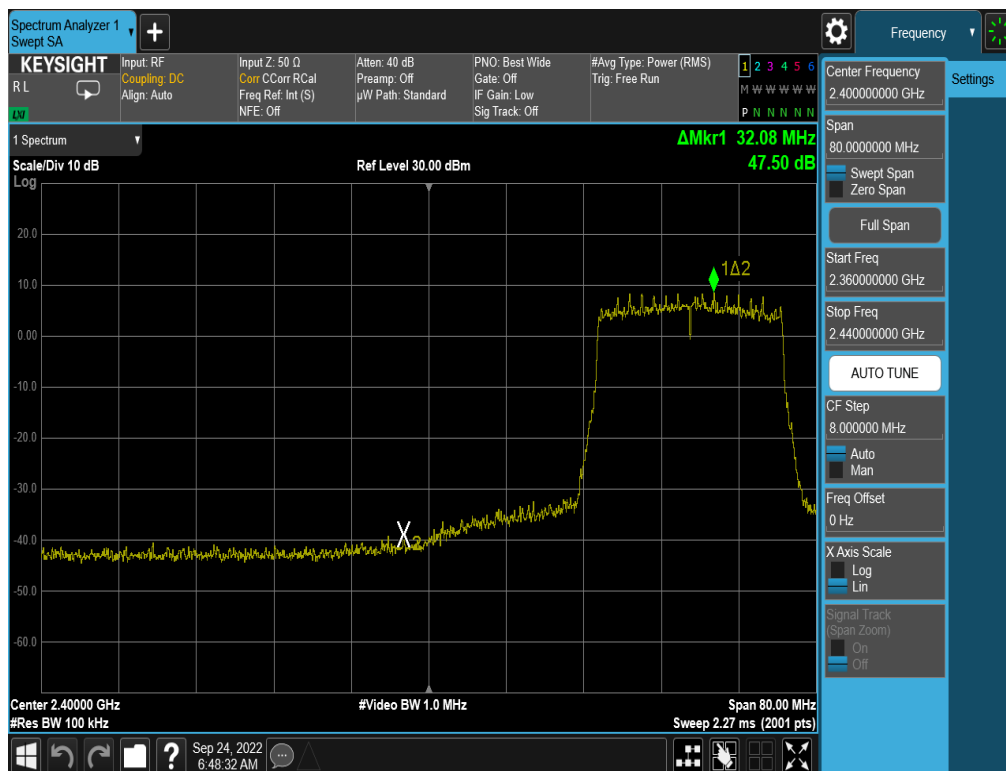 Spectrum Analyzer 1
Swept SA
Frequency
KEYSIGHT
R L
LXI
Input: RF
Coupling: DC
Align: Auto
Input Z: 50 Ω
Corr CCorr RCal
Freq Ref: Int (S)
NFE: Off
Atten: 40 dB
Preamp: Off
µW Path: Standard
PNO: Best Wide
Gate: Off
IF Gain: Low
Sig Track: Off
#Avg Type: Power (RMS)
Trig: Free Run
1 2 3 4 5 6
M W W W W W
P N N N N N
1 Spectrum
Scale/Div 10 dB
Ref Level 30.00 dBm
ΔMkr1 32.08 MHz
47.50 dB
Log
20.0
10.0
0.00
-10.0
-20.0
-30.0
-40.0
-50.0
-60.0
1Δ2
Center 2.40000 GHz
#Video BW 1.0 MHz
Span 80.00 MHz
#Res BW 100 kHz
Sweep 2.27 ms (2001 pts)
Sep 24, 2022
6:48:32 AM
Center Frequency
2.400000000 GHz
Settings
Span
80.0000000 MHz
Swept Span
Zero Span
Full Span
Start Freq
2.360000000 GHz
Stop Freq
2.440000000 GHz
AUTO TUNE
CF Step
8.000000 MHz
Auto
Man
Freq Offset
0 Hz
X Axis Scale
Log
Lin
Signal Track
(Span Zoom)
On
Off